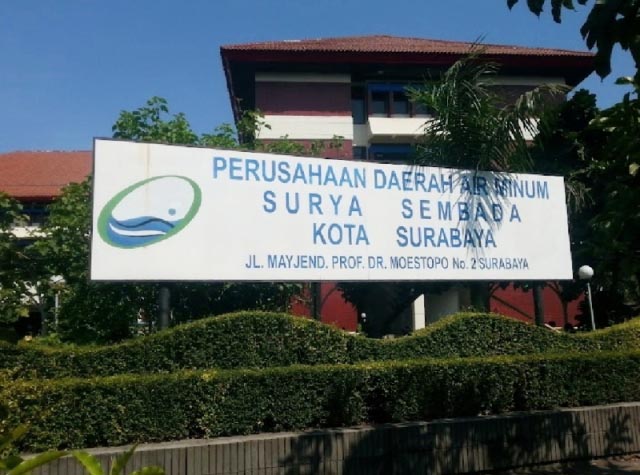 PERUSAHAAN DAERAH AIR MINUM
SURYA SEMBADA
KOTA SURABAYA
JL. MAYJEND. PROF. DR. MOESTOPO No. 2 SURABAYA